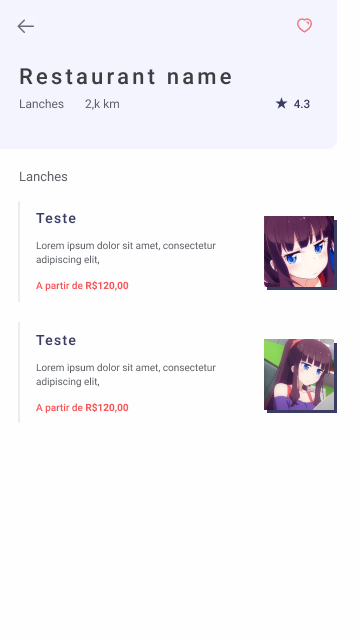 Restaurant name
Lanches 2,k km ★ 4.3
Lanches
Teste
Lorem ipsum dolor sit amet, consectetur
adipiscing elit,
A partir de R$120,00
Teste
Lorem ipsum dolor sit amet, consectetur
adipiscing elit,
A partir de R$120,00